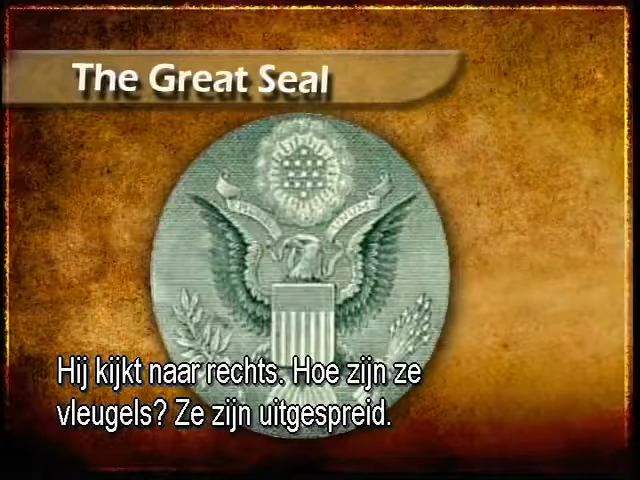 The Great Seal
Hij kijkt naar rechts. Hoe zijn ze
vleugels? Ze zijn uitgespreid.